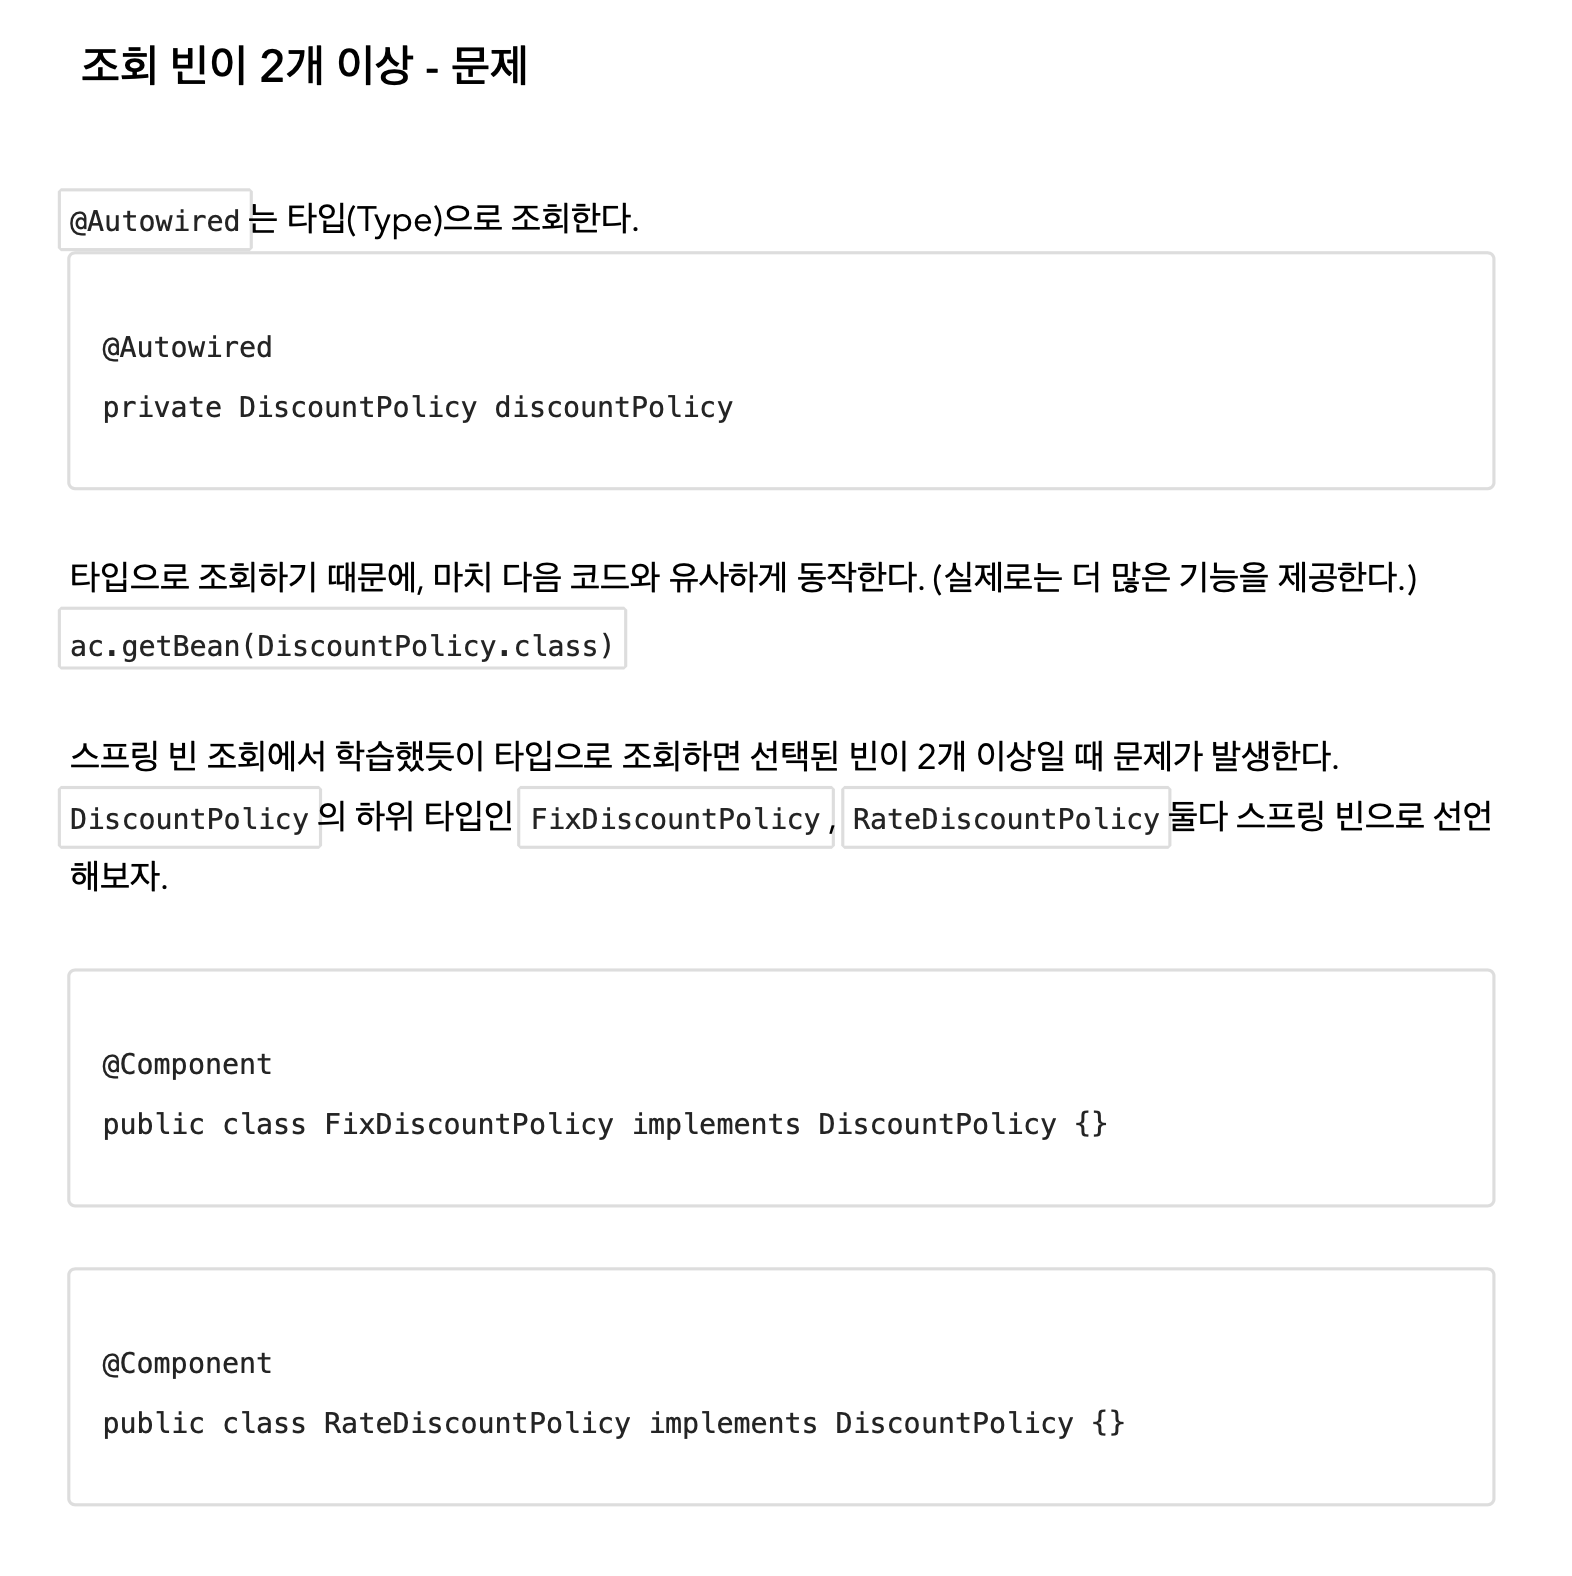 조회 빈이 2개 이상 - 문제
@Autowired 는 타입(Type)으로 조회한다.
@Autowired
private DiscountPolicy discountPolicy
타입으로 조회하기 때문에, 마치 다음 코드와 유사하게 동작한다. (실제로는 더 많은 기능을 제공한다.)
ac.getBean(DiscountPolicy.class)
스프링 빈 조회에서 학습했듯이 타입으로 조회하면 선택된 빈이 2개 이상일 때 문제가 발생한다.
DiscountPolicy 의 하위 타입인 FixDiscountPolicy , RateDiscountPolicy 둘다 스프링 빈으로 선언
해보자.
@Component
public class FixDiscountPolicy implements DiscountPolicy {}
@Component
public class RateDiscountPolicy implements DiscountPolicy {}